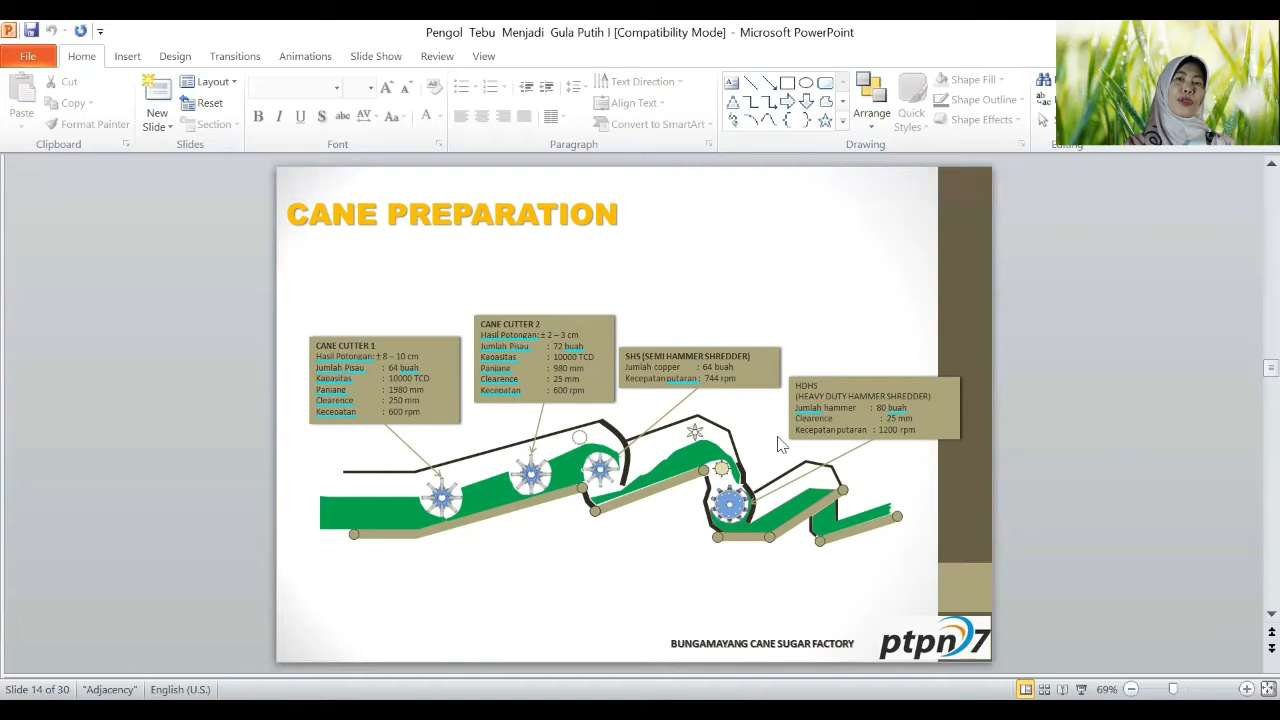 Pengol Tebu Menjadi Gula Putih I [Compatibility Mode] - Microsoft PowerPoint
File
Home
Insert
Design
Transitions
Animations
Slide Show
Review
View
Paste
Cut
Copy
Format Painter
Clipboard
New Slide
Layout
Reset
Section
Slides
B I U S abc AV Aa A
Font
Text Direction
Align Text
Convert to SmartArt
Paragraph
Arrange
Quick Styles
Shape Fill
Shape Outline
Shape Effects
Drawing
Editing
CANE PREPARATION
CANE CUTTER 1
Hasil Potongan: ± 8 – 10 cm
Jumlah Pisau : 64 buah
Kapasitas : 10000 TCD
Panjang : 1980 mm
Clearence : 250 mm
Kecepatan : 600 rpm
CANE CUTTER 2
Hasil Potongan: ± 2 – 3 cm
Jumlah Pisau : 72 buah
Kapasitas : 10000 TCD
Panjang : 980 mm
Clearence : 25 mm
Kecepatan : 600 rpm
SHS (SEMI HAMMER SHREDDER)
Jumlah copper : 64 buah
Kecepatan putaran : 744 rpm
HDHS
(HEAVY DUTY HAMMER SHREDDER)
Jumlah hammer : 80 buah
Clearence : 25 mm
Kecepatan putaran : 1200 rpm
BUNGAMAYANG CANE SUGAR FACTORY
ptpn 7
Slide 14 of 30
"Adjacency"
English (U.S.)
69%